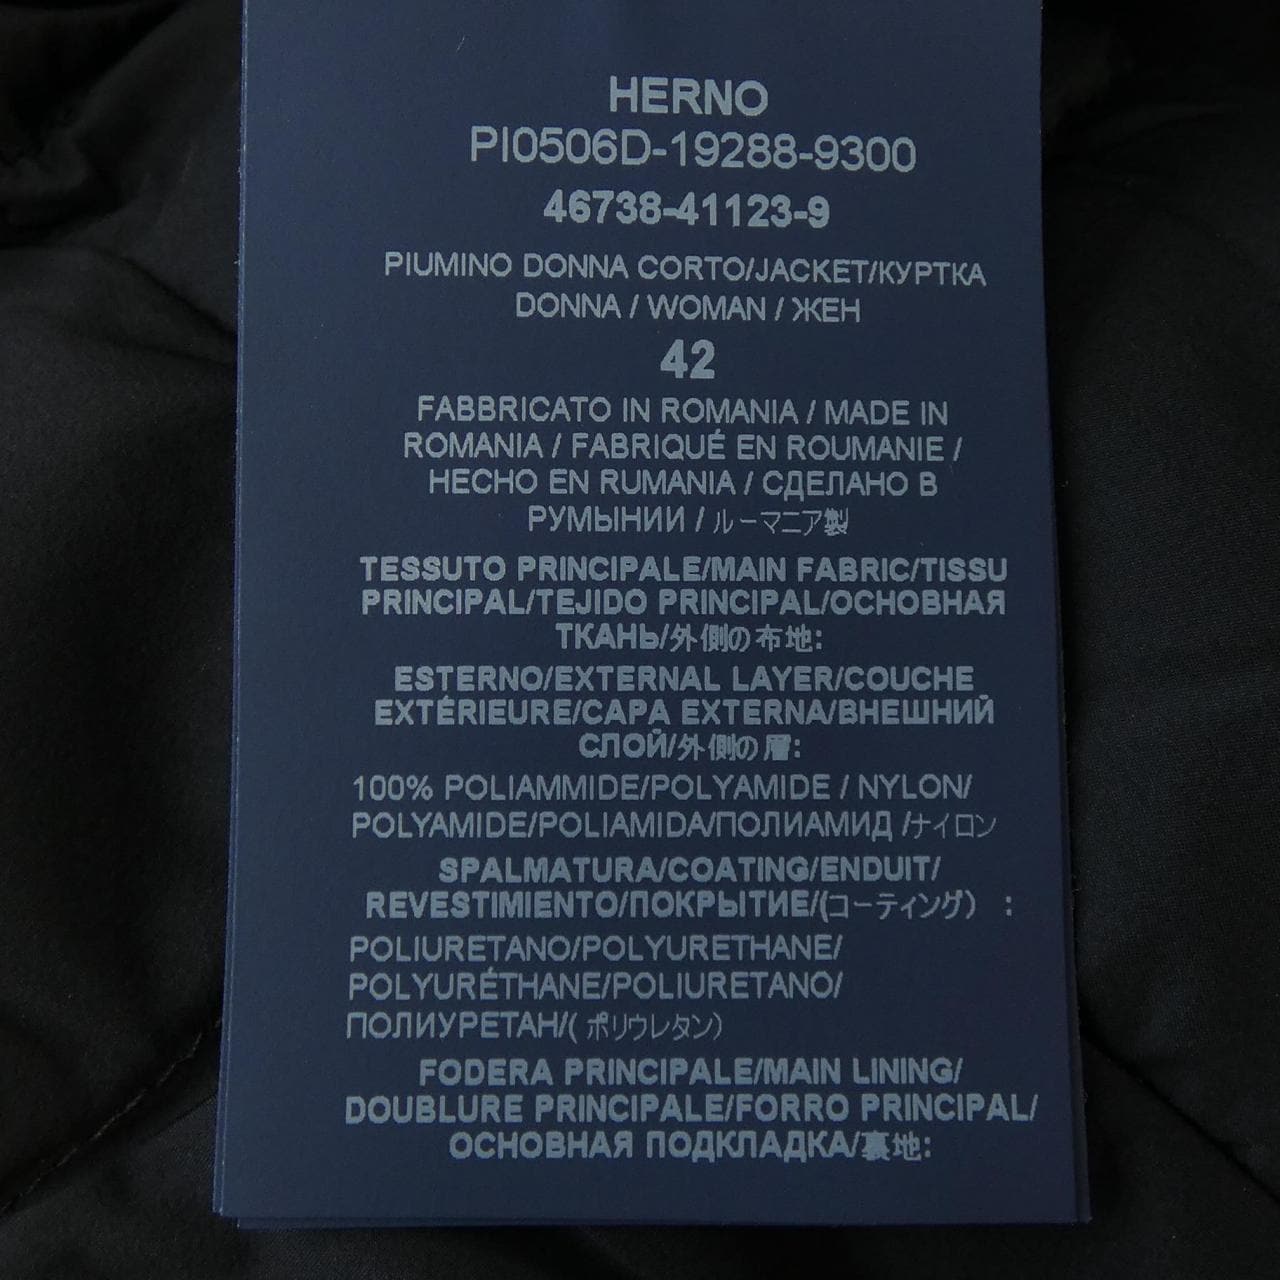 HERNO
PI0506D-19288-9300
46738-41123-9
PIUMINO DONNA CORTO/JACKET/КУРТКА
DONNA / WOMAN / ЖЕН
42
FABBRICATO IN ROMANIA / MADE IN
ROMANIA / FABRIQUÉ EN ROUMANIE /
HECHO EN RUMANIA / СДЕЛАНО В
РУМЫНИИ / ルーマニア製
TESSUTO PRINCIPALE/MAIN FABRIC/TISSU
PRINCIPAL/TEJIDO PRINCIPAL/ОСНОВНАЯ
ТКАНЬ/外側の布地:
ESTERNO/EXTERNAL LAYER/COUCHE
EXTÉRIEURE/CAPA EXTERNA/ВНЕШНИЙ
СЛОЙ/外側の層:
100% POLIAMMIDE/POLYAMIDE / NYLON/
POLYAMIDE/POLIAMIDA/ПОЛИАМИД /ナイロン
SPALMATURA/COATING/ENDUIT/
REVESTIMIENTO/ПОКРЫТИЕ/(コーティング) :
POLIURETANO/POLYURETHANE/
POLYURÉTHANE/POLIURETANO/
ПОЛИУРЕТАН/( ポリウレタン)
FODERA PRINCIPALE/MAIN LINING/
DOUBLURE PRINCIPALE/FORRO PRINCIPAL/
ОСНОВНАЯ ПОДКЛАДКА/裏地: